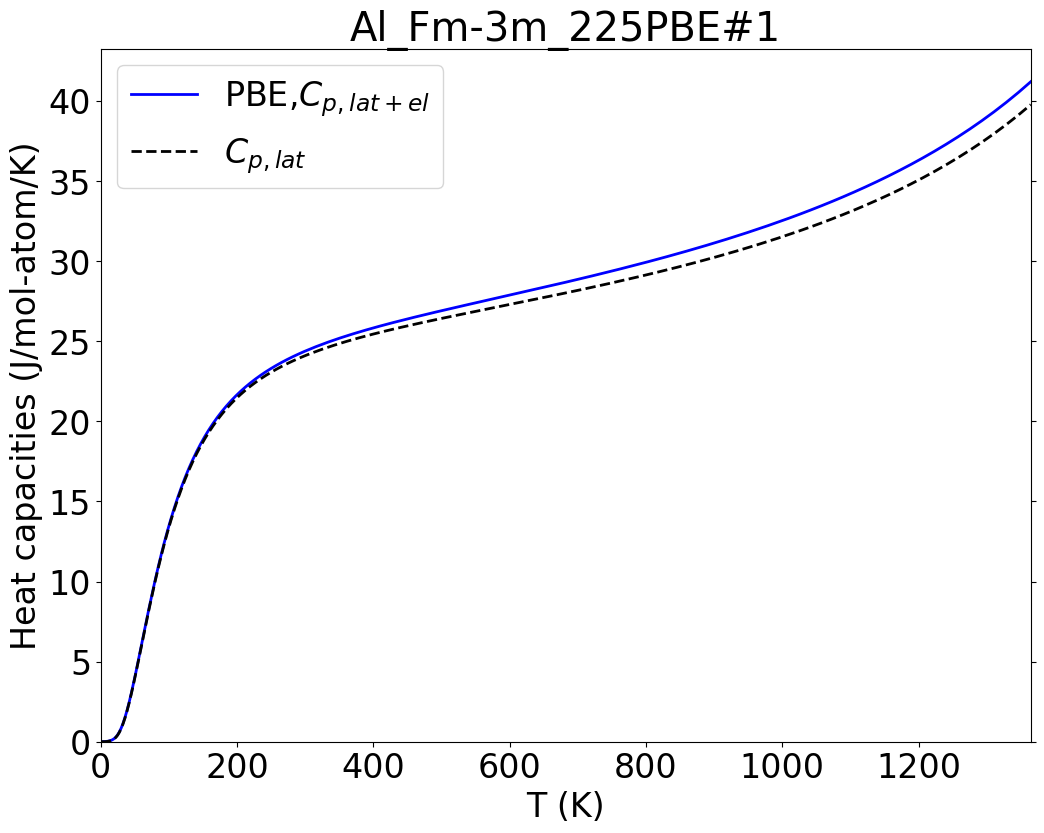 Al_Fm-3m_225PBE#1
PBE,C_{p, lat+el}
C_{p, lat}
Heat capacities (J/mol-atom/K)
40
35
30
25
20
15
10
5
0
0 200 400 600 800 1000 1200
T (K)